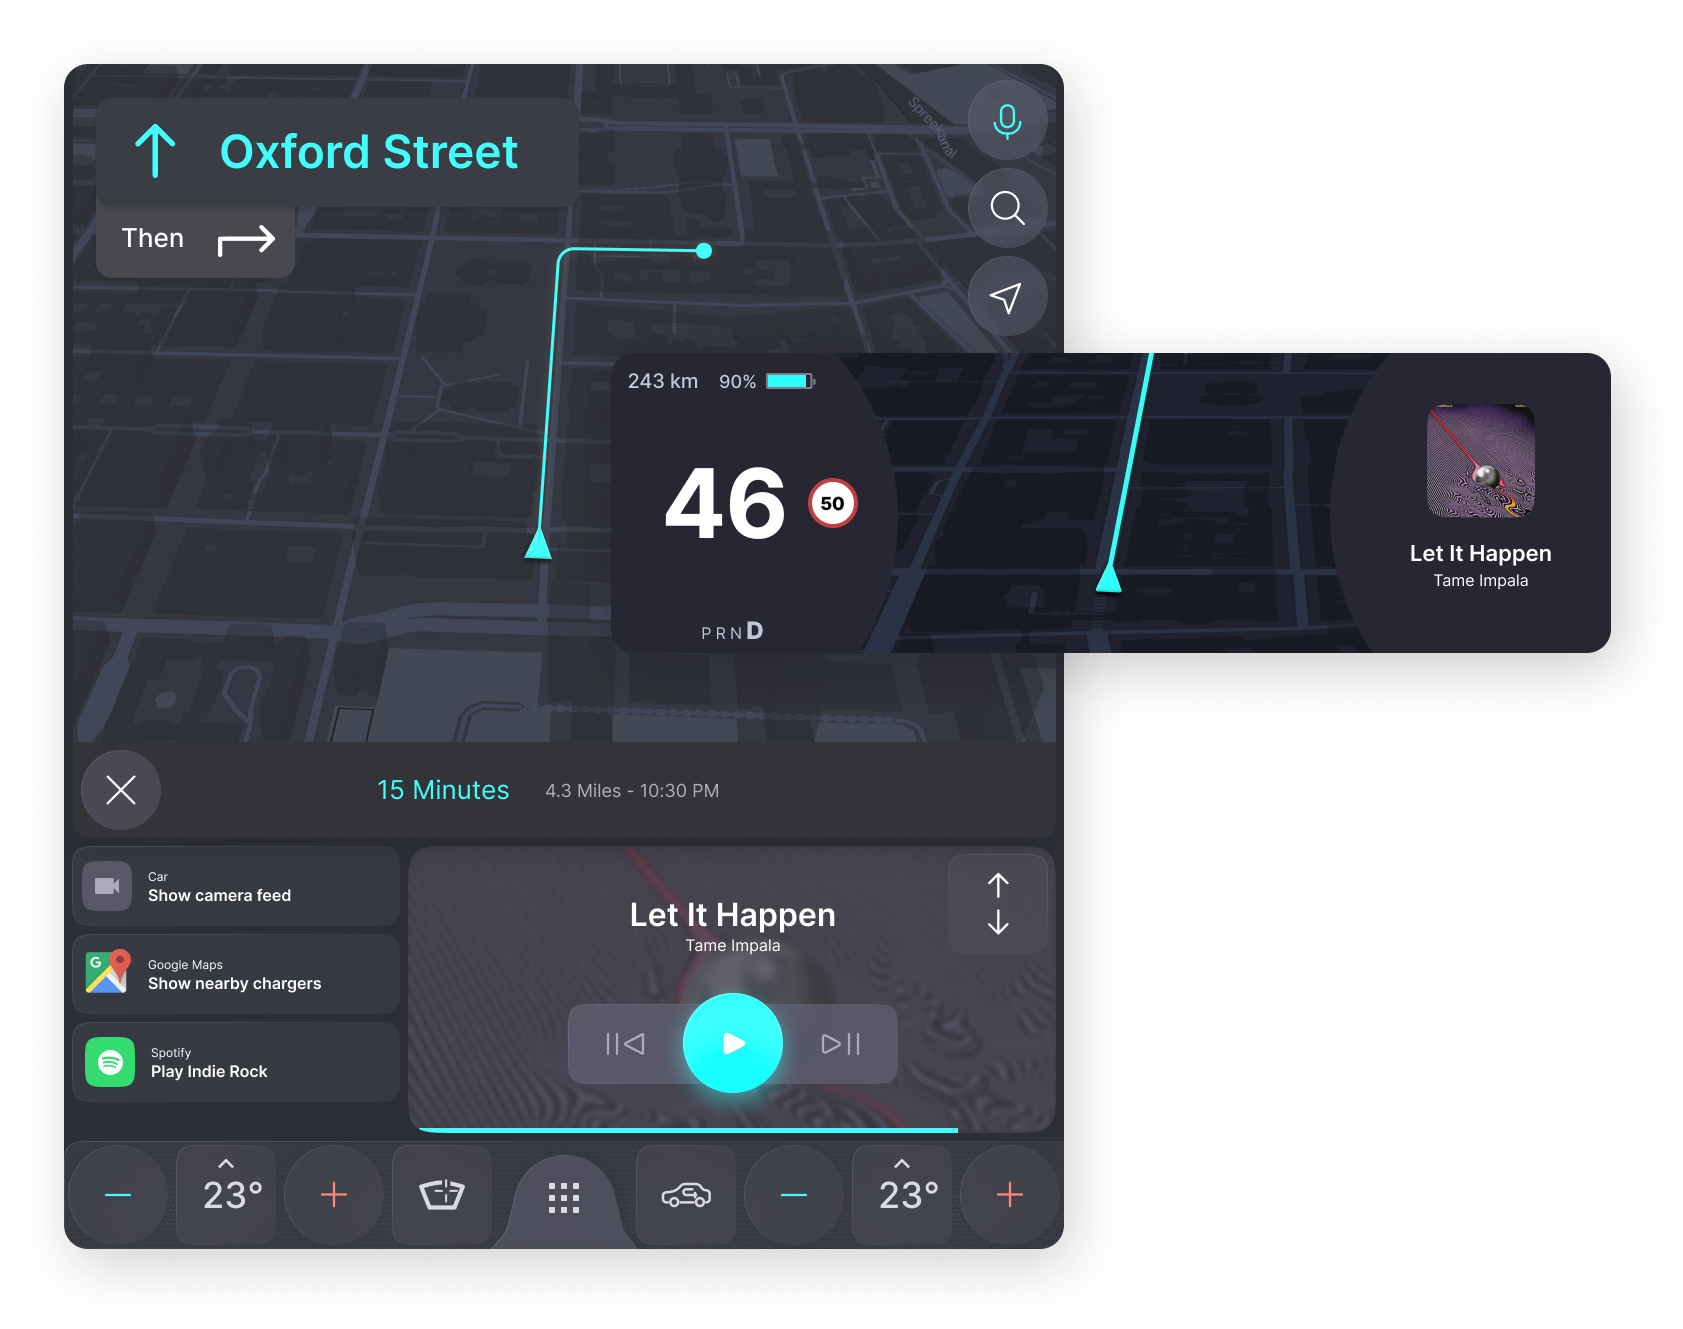 Oxford Street
Then
Spreekanal
243 km 90%
46 50
PRND
Let It Happen
Tame Impala
15 Minutes 4.3 Miles - 10:30 PM
Car
Show camera feed
G
Google Maps
Show nearby chargers
Spotify
Play Indie Rock
Let It Happen
Tame Impala
23°
23°